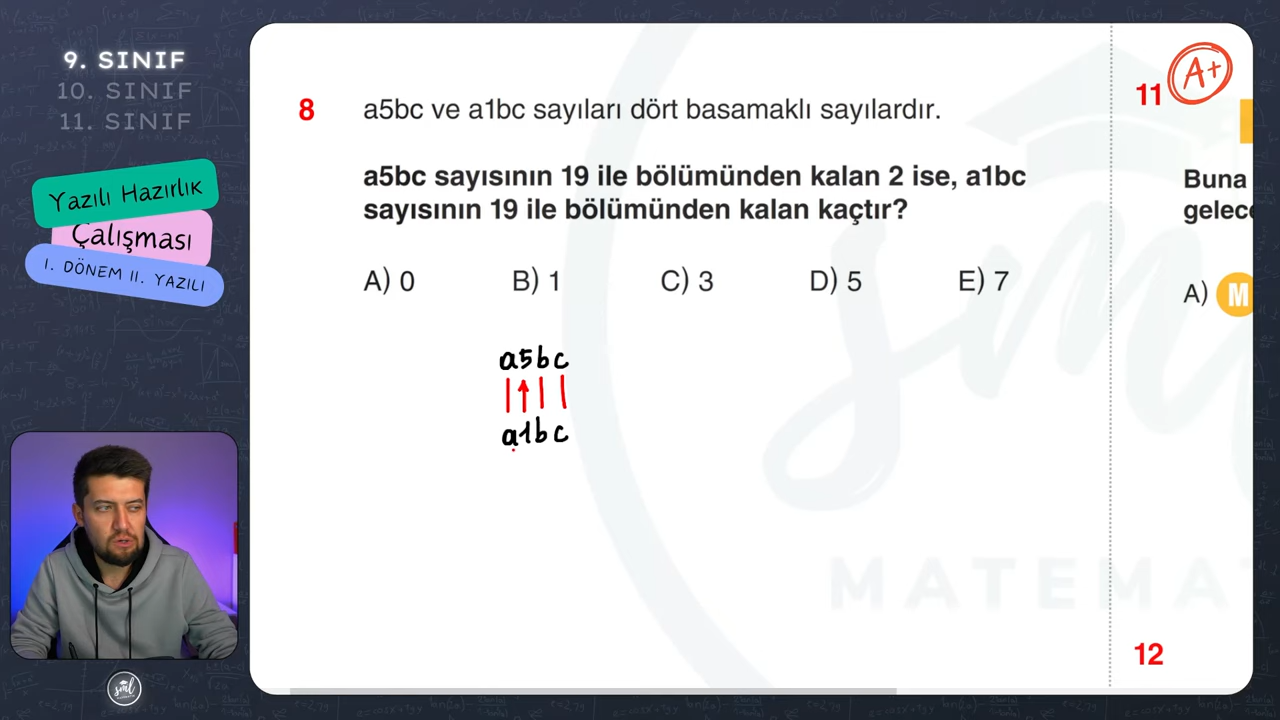 9. SINIF
10. SINIF
11. SINIF
Yazılı Hazırlık
Çalışması
I. DÖNEM II. YAZILI
8
a5bc ve a1bc sayıları dört basamaklı sayılardır.
a5bc sayısının 19 ile bölümünden kalan 2 ise, a1bc
sayısının 19 ile bölümünden kalan kaçtır?
A) 0 B) 1 C) 3 D) 5 E) 7
a5bc
a1bc
11
A+
Buna
A) M
12
sml
MATEMA